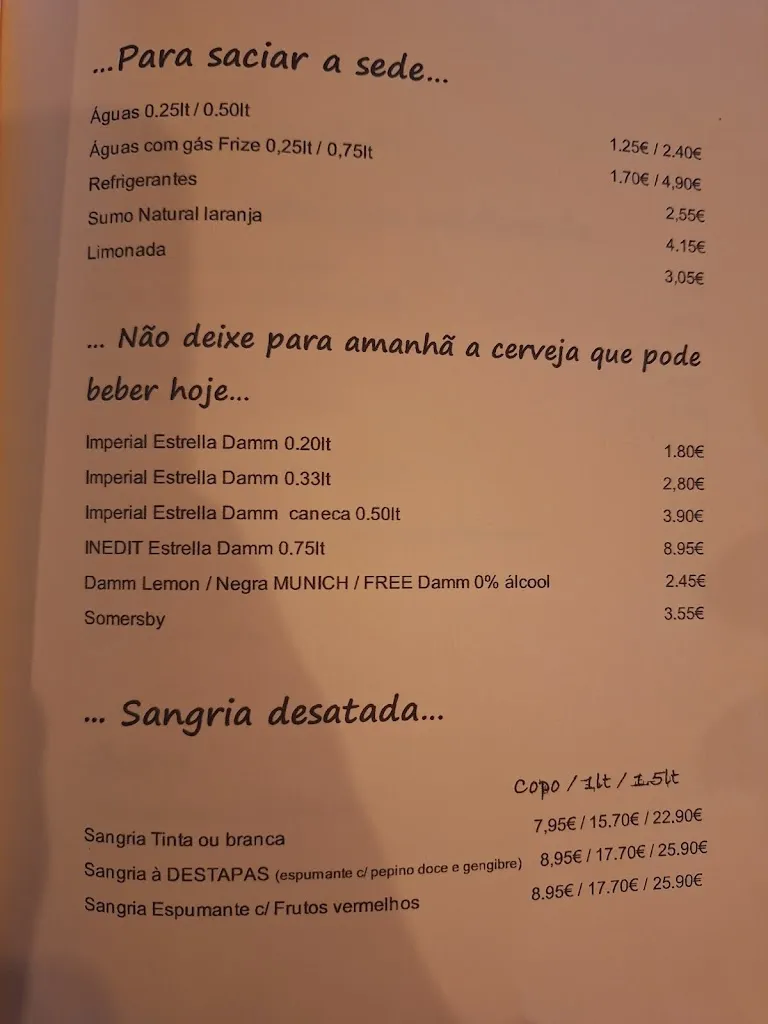 ...Para saciar a sede...
Águas 0.25lt / 0.50lt 1.25€ / 2.40€
Águas com gás Frize 0,25lt / 0,75lt 1.70€ / 4,90€
Refrigerantes 2,55€
Sumo Natural laranja 4.15€
Limonada 3,05€
... Não deixe para amanhã a cerveja que pode
beber hoje...
Imperial Estrella Damm 0.20lt 1.80€
Imperial Estrella Damm 0.33lt 2,80€
Imperial Estrella Damm caneca 0.50lt 3.90€
INEDIT Estrella Damm 0.75lt 8.95€
Damm Lemon / Negra MUNICH / FREE Damm 0% álcool 2.45€
Somersby 3.55€
... Sangria desatada...
Copo / 1lt / 1.5lt
Sangria Tinta ou branca 7,95€ / 15.70€ / 22.90€
Sangria à DESTAPAS (espumante c/ pepino doce e gengibre) 8,95€ / 17.70€ / 25.90€
Sangria Espumante c/ Frutos vermelhos 8.95€ / 17.70€ / 25.90€